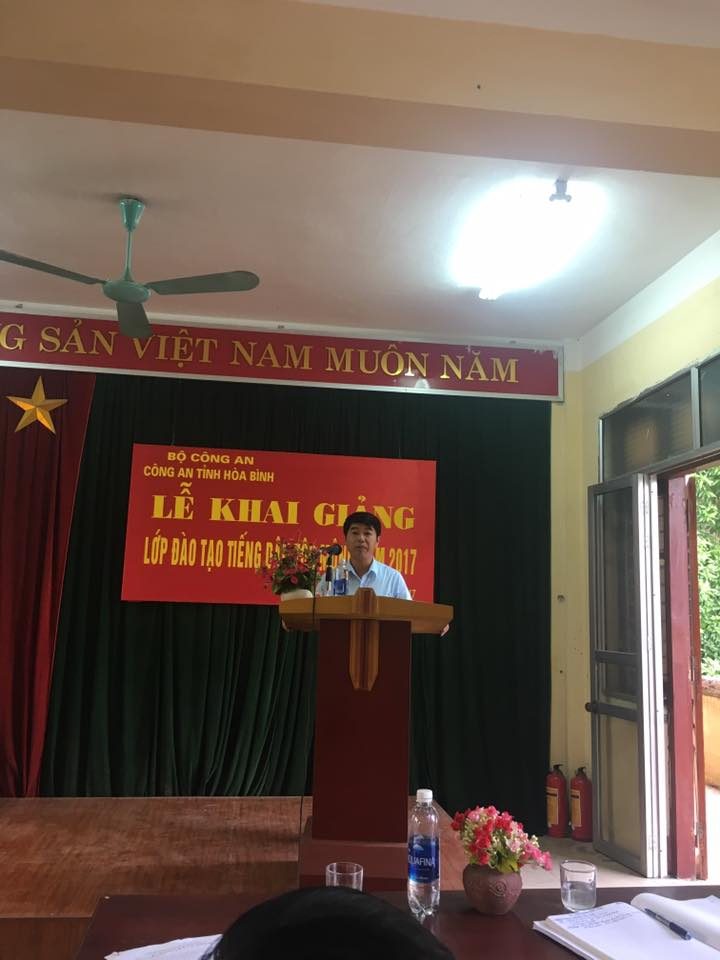 G SẢN VIỆT NAM MUÔN NĂM
BỘ CÔNG AN
CÔNG AN TỈNH HÒA BÌNH
LỄ KHAI GIẢNG
LỚP ĐÀO TẠO TIẾNG 2017
AQUAFINA